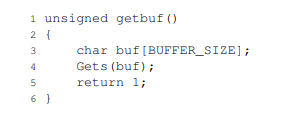 1 unsigned getbuf()
2 {
3     char buf[BUFFER_SIZE];
4     Gets(buf);
5     return 1;
6 }